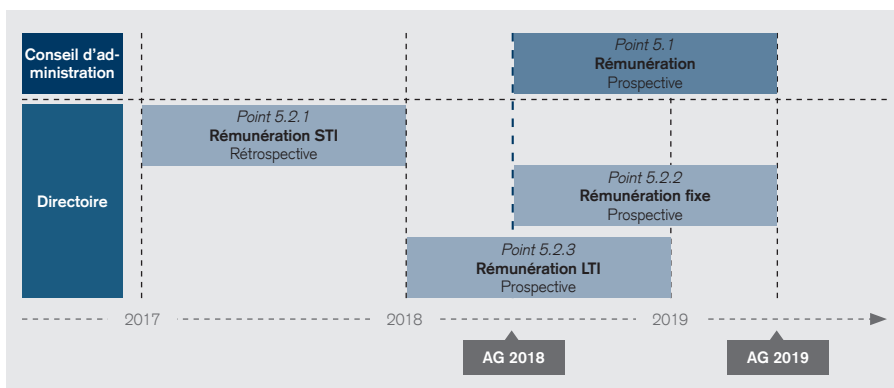 Conseil d'ad-
ministration
Point 5.1
Rémunération
Prospective
Directoire
Point 5.2.1
Rémunération STI
Rétrospective
Point 5.2.2
Rémunération fixe
Prospective
Point 5.2.3
Rémunération LTI
Prospective
2017
2018
2019
AG 2018
AG 2019